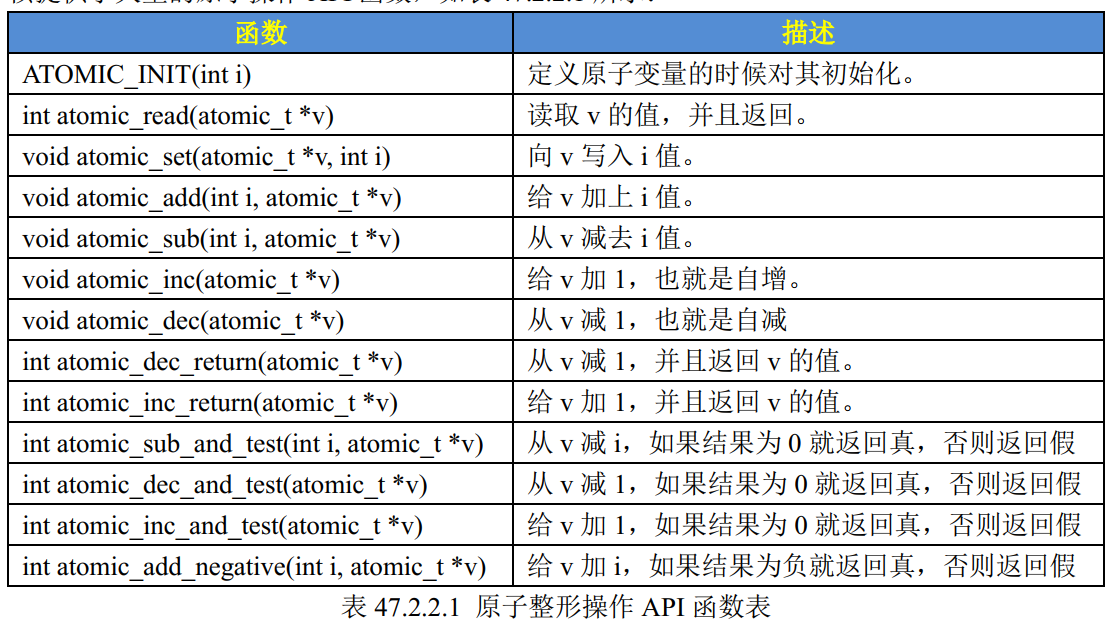 函数 描述
ATOMIC_INIT(int i) 定义原子变量的时候对其初始化。
int atomic_read(atomic_t *v) 读取 v 的值，并且返回。
void atomic_set(atomic_t *v, int i) 向 v 写入 i 值。
void atomic_add(int i, atomic_t *v) 给 v 加上 i 值。
void atomic_sub(int i, atomic_t *v) 从 v 减去 i 值。
void atomic_inc(atomic_t *v) 给 v 加 1，也就是自增。
void atomic_dec(atomic_t *v) 从 v 减 1，也就是自减
int atomic_dec_return(atomic_t *v) 从 v 减 1，并且返回 v 的值。
int atomic_inc_return(atomic_t *v) 给 v 加 1，并且返回 v 的值。
int atomic_sub_and_test(int i, atomic_t *v) 从 v 减 i，如果结果为 0 就返回真，否则返回假
int atomic_dec_and_test(atomic_t *v) 从 v 减 1，如果结果为 0 就返回真，否则返回假
int atomic_inc_and_test(atomic_t *v) 给 v 加 1，如果结果为 0 就返回真，否则返回假
int atomic_add_negative(int i, atomic_t *v) 给 v 加 i，如果结果为负就返回真，否则返回假
表 47.2.2.1 原子整形操作 API 函数表